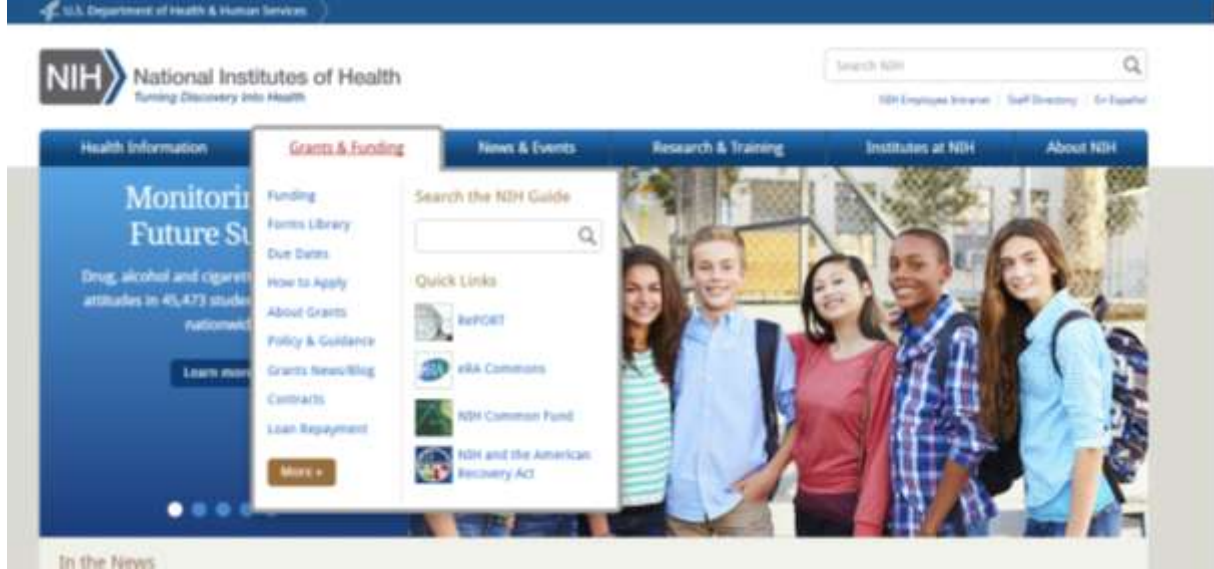 U.S. Department of Health & Human Services
NIH
National Institutes of Health
Turning Discovery Into Health
Search NIH
NIH Employee Intranet
Staff Directory
En Español
Health Information
Grants & Funding
News & Events
Research & Training
Institutes at NIH
About NIH
Monitori
Future Su
Drug, alcohol and cigarett
attitudes in 45,473 studen
nationwid
Learn more
Funding
Forms Library
Due Dates
How to Apply
About Grants
Policy & Guidance
Grants News/Blog
Contracts
Loan Repayment
More »
Search the NIH Guide
Quick Links
RePORT
eRA Commons
NIH Common Fund
NIH and the American
Recovery Act
In the News